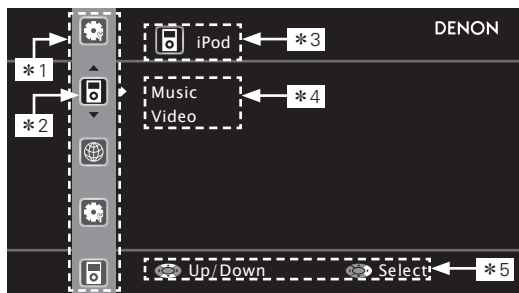 iPod
DENON
*3
*1
Music
*4
*2
Video
Up/Down
Select
*5